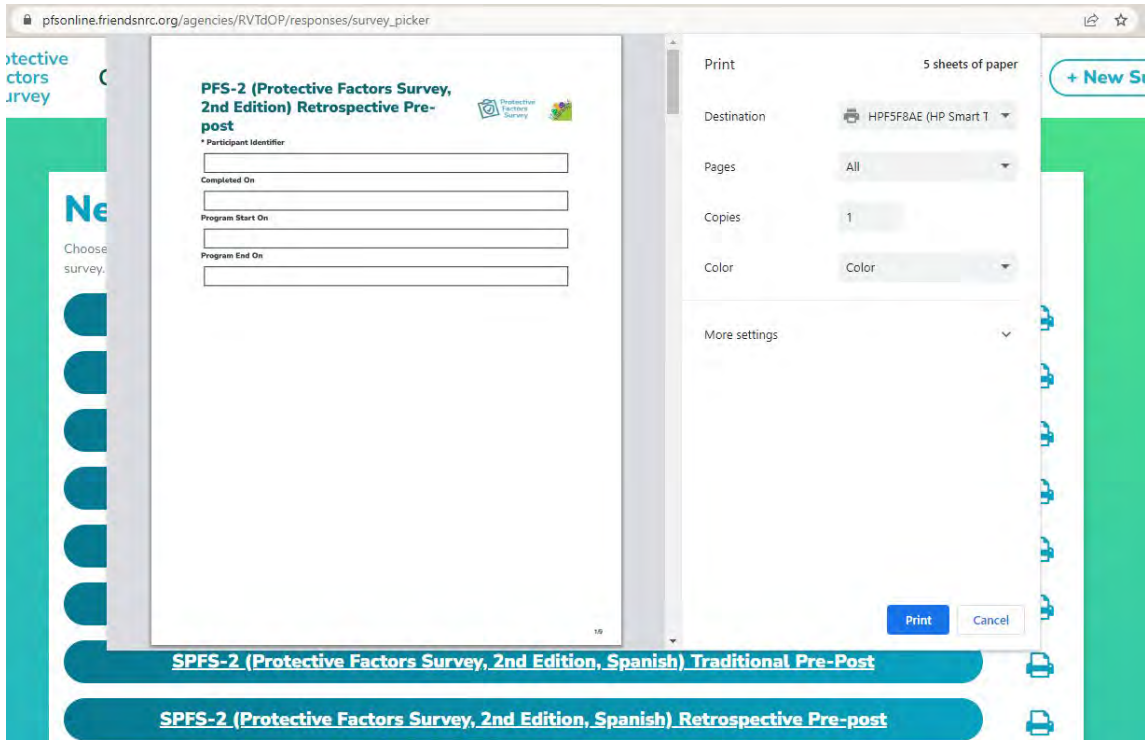 pfsonline.friendsnrc.org/agencies/RVTdOP/responses/survey_picker
otective
ctors
urvey
C
+ New Su
Ne
Choose
survey.
PFS-2 (Protective Factors Survey,
2nd Edition) Retrospective Pre-
post
Protective
Factors
Survey
* Participant Identifier
Completed On
Program Start On
Program End On
1/9
Print 5 sheets of paper
Destination HPF5F8AE (HP Smart T
Pages All
Copies 1
Color Color
More settings
Print Cancel
SPFS-2 (Protective Factors Survey, 2nd Edition, Spanish) Traditional Pre-Post
SPFS-2 (Protective Factors Survey, 2nd Edition, Spanish) Retrospective Pre-post